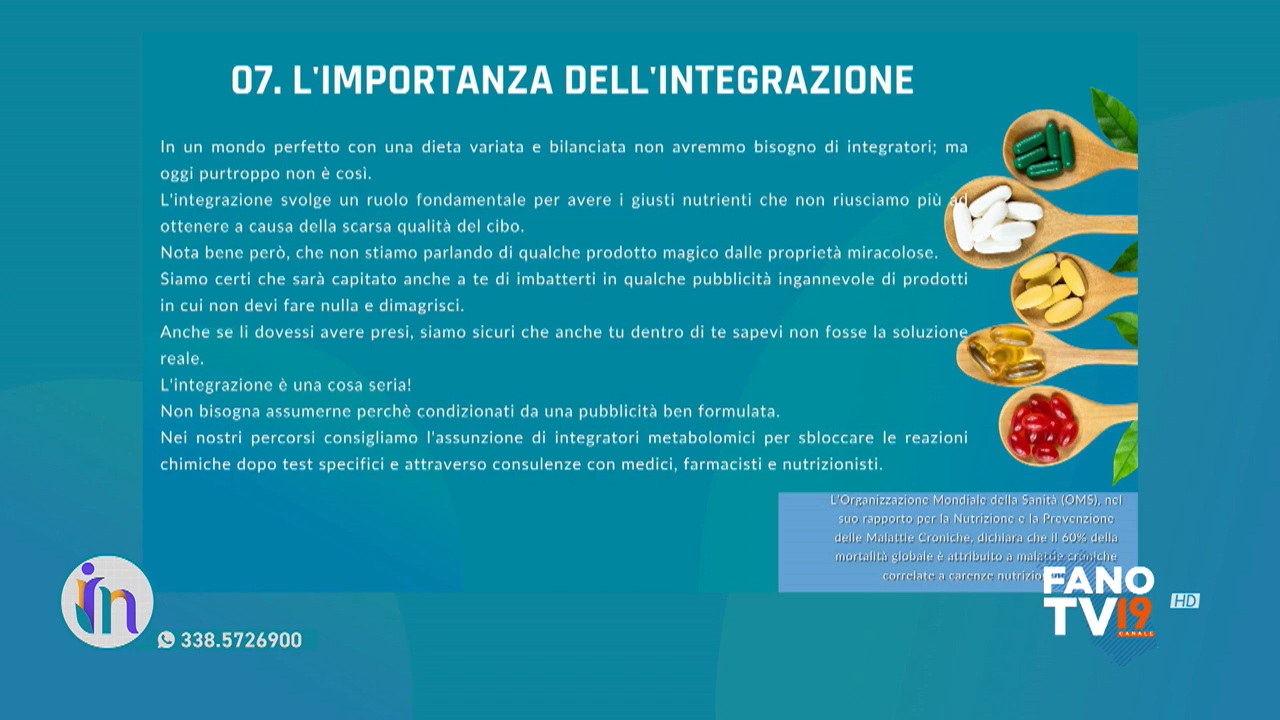 07. L'IMPORTANZA DELL'INTEGRAZIONE
In un mondo perfetto con una dieta variata e bilanciata non avremmo bisogno di integratori; ma
oggi purtroppo non è così.
L'integrazione svolge un ruolo fondamentale per avere i giusti nutrienti che non riusciamo più ad
ottenere a causa della scarsa qualità del cibo.
Nota bene però, che non stiamo parlando di qualche prodotto magico dalle proprietà miracolose.
Siamo certi che sarà capitato anche a te di imbatterti in qualche pubblicità ingannevole di prodotti
in cui non devi fare nulla e dimagrisci.
Anche se li dovessi avere presi, siamo sicuri che anche tu dentro di te sapevi non fosse la soluzione
reale.
L'integrazione è una cosa seria!
Non bisogna assumerne perchè condizionati da una pubblicità ben formulata.
Nei nostri percorsi consigliamo l'assunzione di integratori metabolomici per sbloccare le reazioni
chimiche dopo test specifici e attraverso consulenze con medici, farmacisti e nutrizionisti.
L'Organizzazione Mondiale della Sanità (OMS), nel
suo rapporto per la Nutrizione e la Prevenzione
delle Malattie Croniche, dichiara che il 60% della
mortalità globale è attribuito a malattie croniche
correlate a carenze
in
338.5726900
FANO
TV19
CANALE
HD